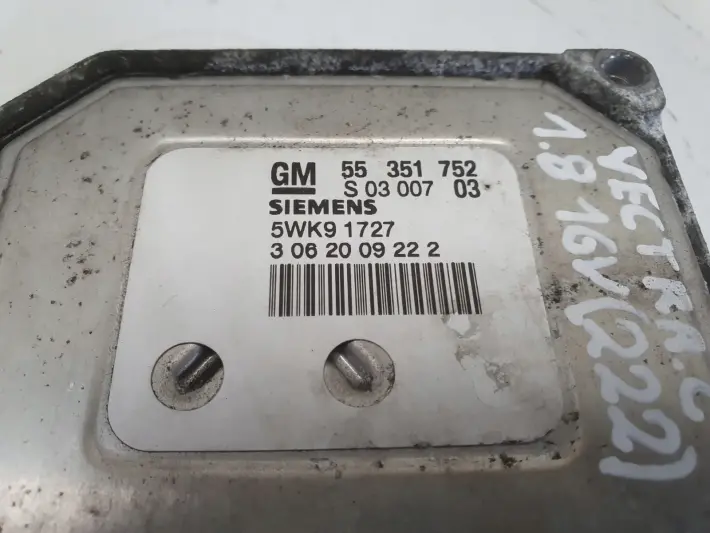 GM 55 351 752
S 03 007 03
SIEMENS
5WK9 1727
3 06 20 09 22 2
VECTRA.C
1.8 16V (222)